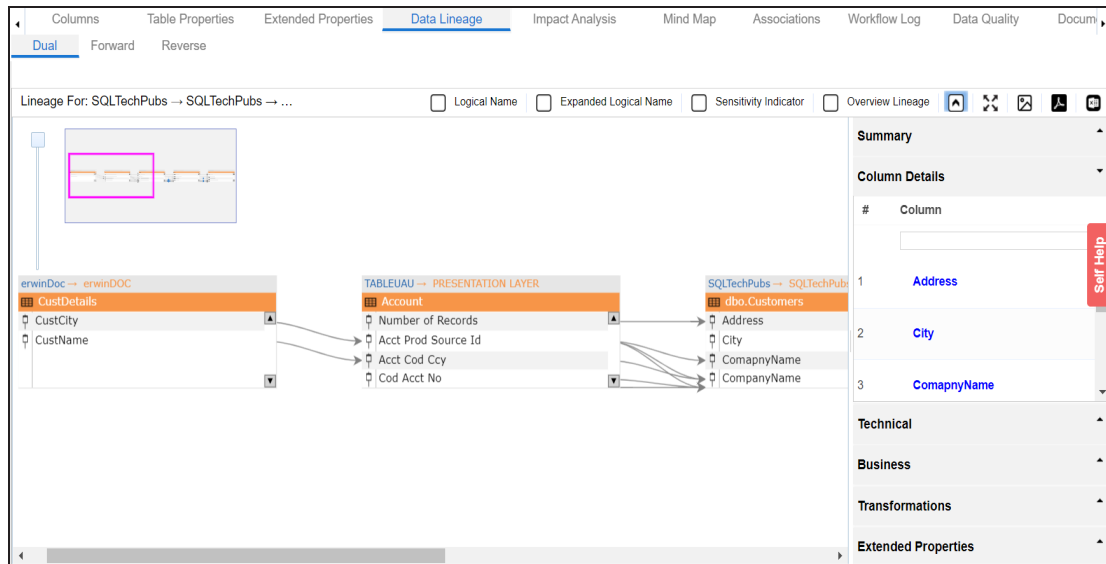 Columns Table Properties Extended Properties Data Lineage Impact Analysis Mind Map Associations Workflow Log Data Quality Docum
Dual Forward Reverse
Lineage For: SQLTechPubs → SQLTechPubs → ... Logical Name Expanded Logical Name Sensitivity Indicator Overview Lineage
Summary
Column Details
# Column
Self Help
erwinDoc → erwinDOC TABLEUAU → PRESENTATION LAYER SQLTechPubs → SQLTechPubs
CustDetails Account dbo.Customers
1 Address
CustCity Number of Records Address
CustName Acct Prod Source Id City
2 City
Acct Cod Ccy ComapnyName
Cod Acct No CompanyName
3 ComapnyName
Technical
Business
Transformations
Extended Properties